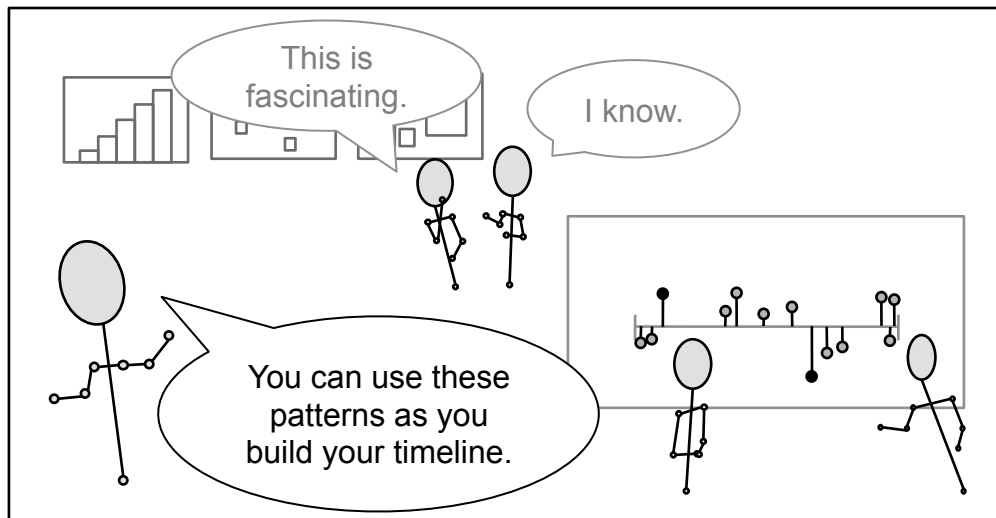 This is
fascinating.
I know.
You can use these
patterns as you
build your timeline.